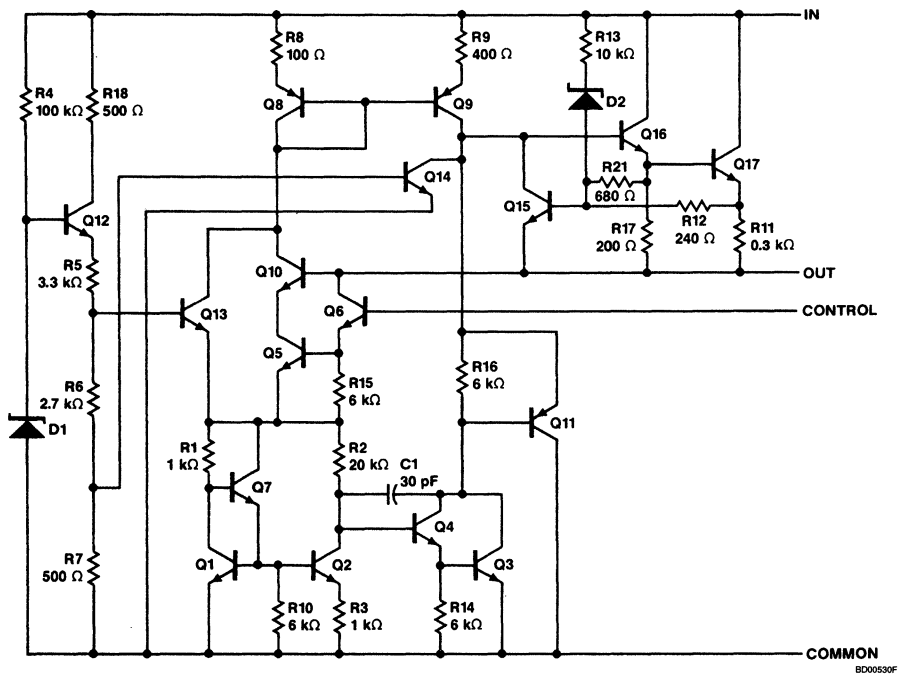 IN
R8
100 Ω
R9
400 Ω
R13
10 kΩ
R4
100 kΩ
R18
500 Ω
Q8
Q9
D2
Q16
Q17
Q14
R21
680 Ω
Q15
Q12
R12
240 Ω
R17
200 Ω
R11
0.3 kΩ
R5
3.3 kΩ
Q10
OUT
Q13
Q6
CONTROL
Q5
R16
6 kΩ
R15
6 kΩ
R6
2.7 kΩ
D1
Q11
R1
1 kΩ
R2
20 kΩ
C1
30 pF
Q7
Q4
R7
500 Ω
Q1
Q2
Q3
R10
6 kΩ
R3
1 kΩ
R14
6 kΩ
COMMON
BD00530F